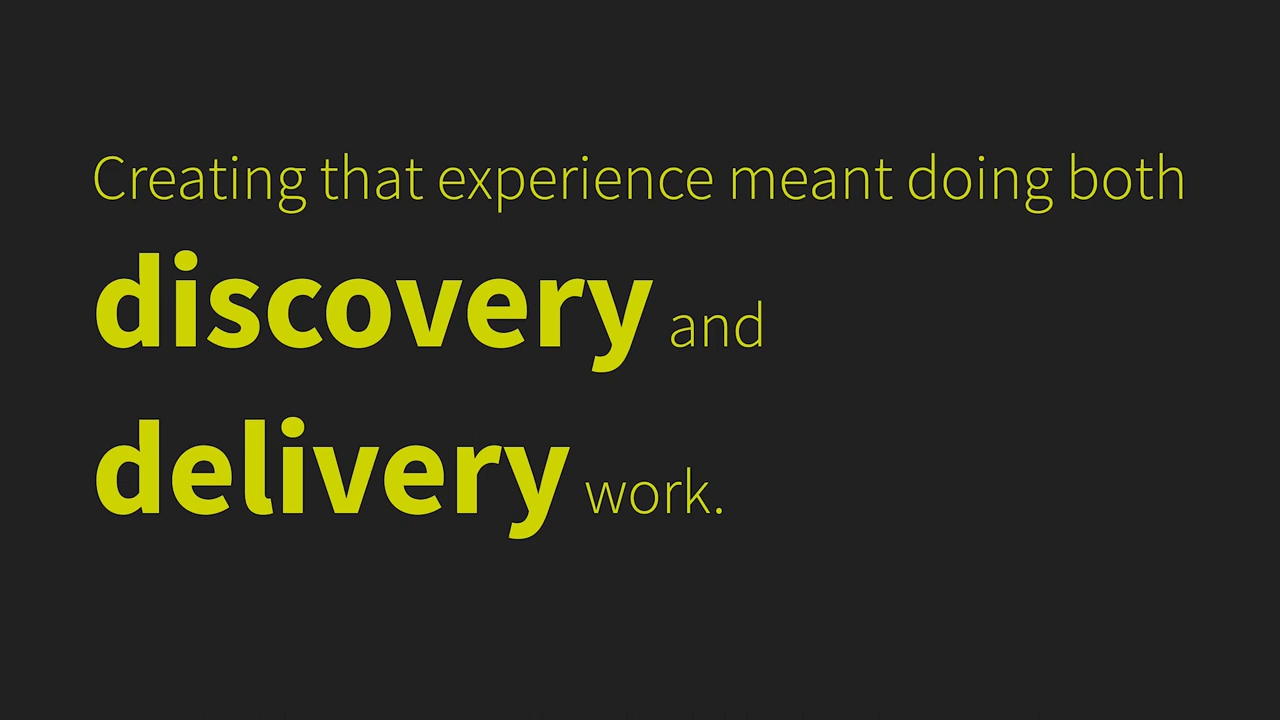 Creating that experience meant doing both
discovery and
delivery work.